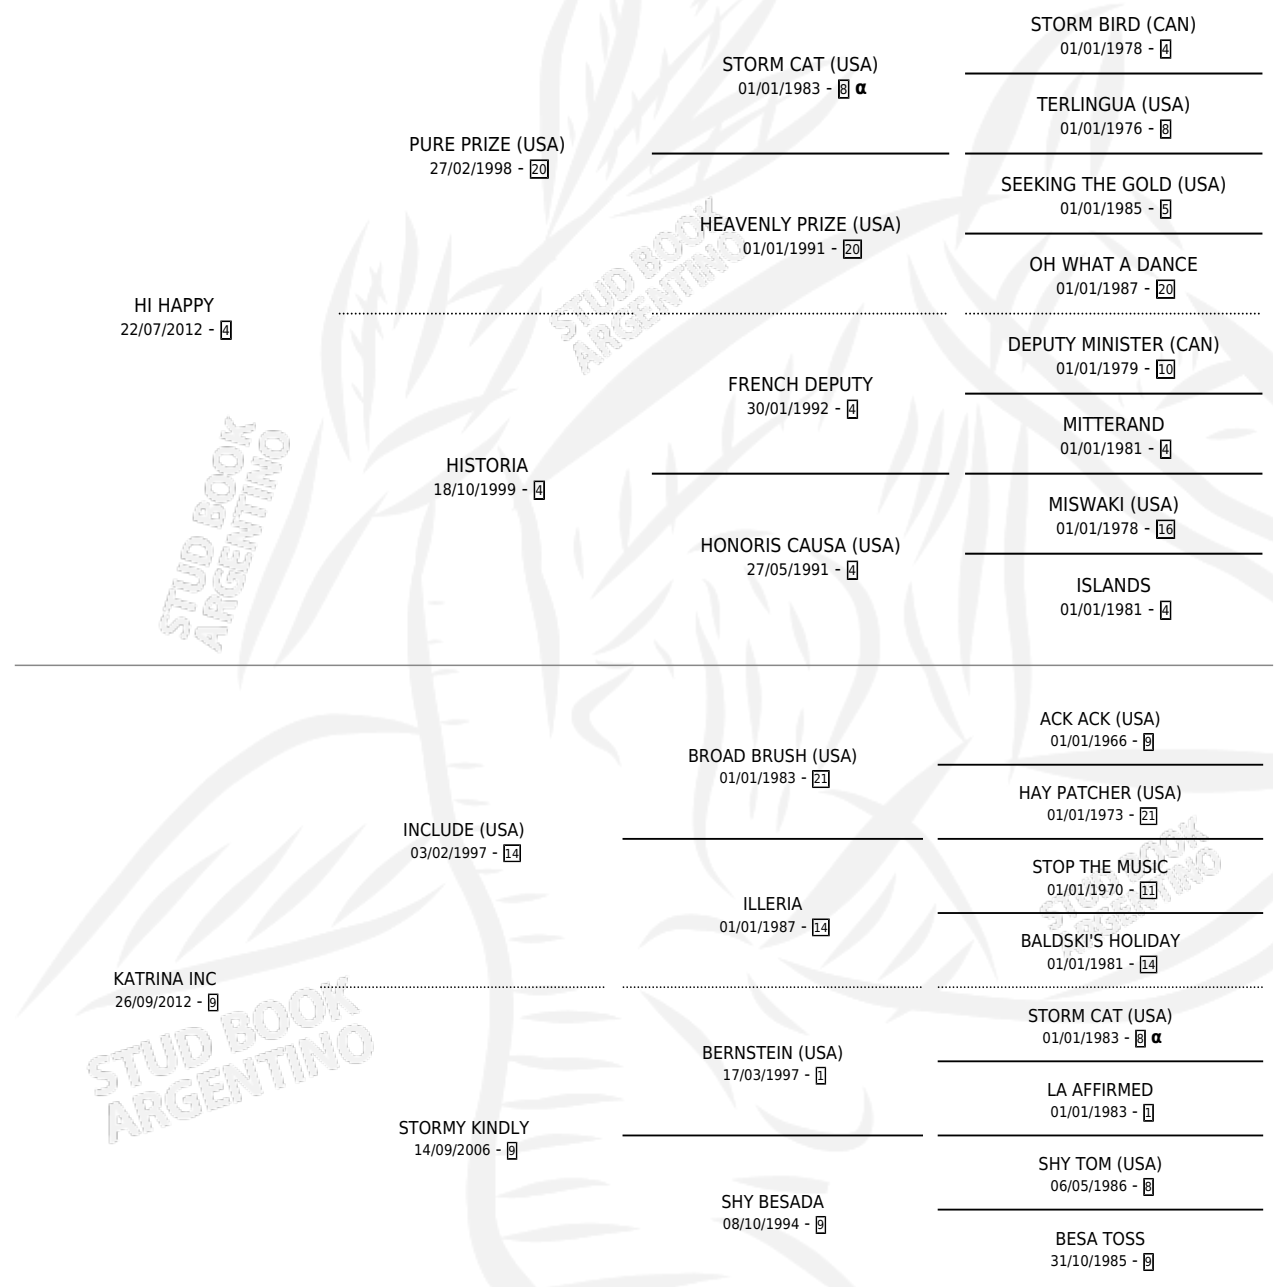 STORM BIRD (CAN)
01/01/1978 - 4
STORM CAT (USA)
01/01/1983 - 8 α
TERLINGUA (USA)
01/01/1976 - 8
PURE PRIZE (USA)
27/02/1998 - 20
SEEKING THE GOLD (USA)
01/01/1985 - 5
HEAVENLY PRIZE (USA)
01/01/1991 - 20
OH WHAT A DANCE
01/01/1987 - 20
HI HAPPY
22/07/2012 - 4
DEPUTY MINISTER (CAN)
01/01/1979 - 10
FRENCH DEPUTY
30/01/1992 - 4
MITTERAND
01/01/1981 - 4
HISTORIA
18/10/1999 - 4
MISWAKI (USA)
01/01/1978 - 16
HONORIS CAUSA (USA)
27/05/1991 - 4
ISLANDS
01/01/1981 - 4
STUD BOOK
ARGENTINO
STUD BOOK
ARGENTINO
ACK ACK (USA)
01/01/1966 - 9
BROAD BRUSH (USA)
01/01/1983 - 21
HAY PATCHER (USA)
01/01/1973 - 21
INCLUDE (USA)
03/02/1997 - 14
STOP THE MUSIC
01/01/1970 - 11
ILLERIA
01/01/1987 - 14
BALDSKI'S HOLIDAY
01/01/1981 - 14
KATRINA INC
26/09/2012 - 9
STORM CAT (USA)
01/01/1983 - 8 α
BERNSTEIN (USA)
17/03/1997 - 1
LA AFFIRMED
01/01/1983 - 1
STORMY KINDLY
14/09/2006 - 9
SHY TOM (USA)
06/05/1986 - 8
SHY BESADA
08/10/1994 - 9
BESA TOSS
31/10/1985 - 9
STUD BOOK
ARGENTINO
STUD BOOK
ARGENTINO